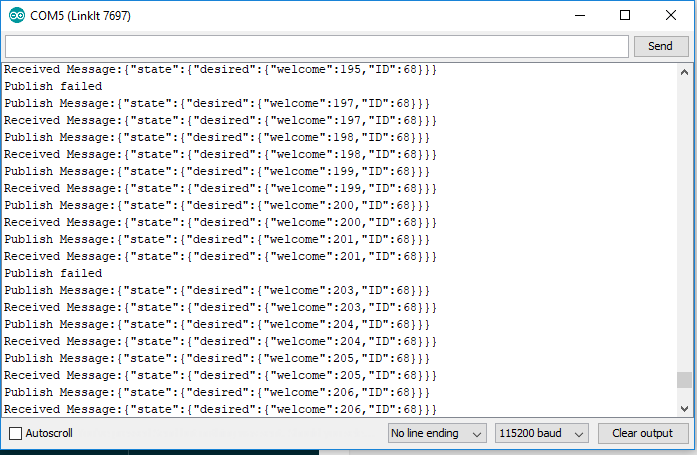 COM5 (LinkIt 7697)
Send
Received Message:{"state":{"desired":{"welcome":195,"ID":68}}}
Publish failed
Publish Message:{"state":{"desired":{"welcome":197,"ID":68}}}
Received Message:{"state":{"desired":{"welcome":197,"ID":68}}}
Publish Message:{"state":{"desired":{"welcome":198,"ID":68}}}
Received Message:{"state":{"desired":{"welcome":198,"ID":68}}}
Publish Message:{"state":{"desired":{"welcome":199,"ID":68}}}
Received Message:{"state":{"desired":{"welcome":199,"ID":68}}}
Publish Message:{"state":{"desired":{"welcome":200,"ID":68}}}
Received Message:{"state":{"desired":{"welcome":200,"ID":68}}}
Publish Message:{"state":{"desired":{"welcome":201,"ID":68}}}
Received Message:{"state":{"desired":{"welcome":201,"ID":68}}}
Publish failed
Publish Message:{"state":{"desired":{"welcome":203,"ID":68}}}
Received Message:{"state":{"desired":{"welcome":203,"ID":68}}}
Publish Message:{"state":{"desired":{"welcome":204,"ID":68}}}
Received Message:{"state":{"desired":{"welcome":204,"ID":68}}}
Publish Message:{"state":{"desired":{"welcome":205,"ID":68}}}
Received Message:{"state":{"desired":{"welcome":205,"ID":68}}}
Publish Message:{"state":{"desired":{"welcome":206,"ID":68}}}
Received Message:{"state":{"desired":{"welcome":206,"ID":68}}}
Autoscroll
No line ending
115200 baud
Clear output